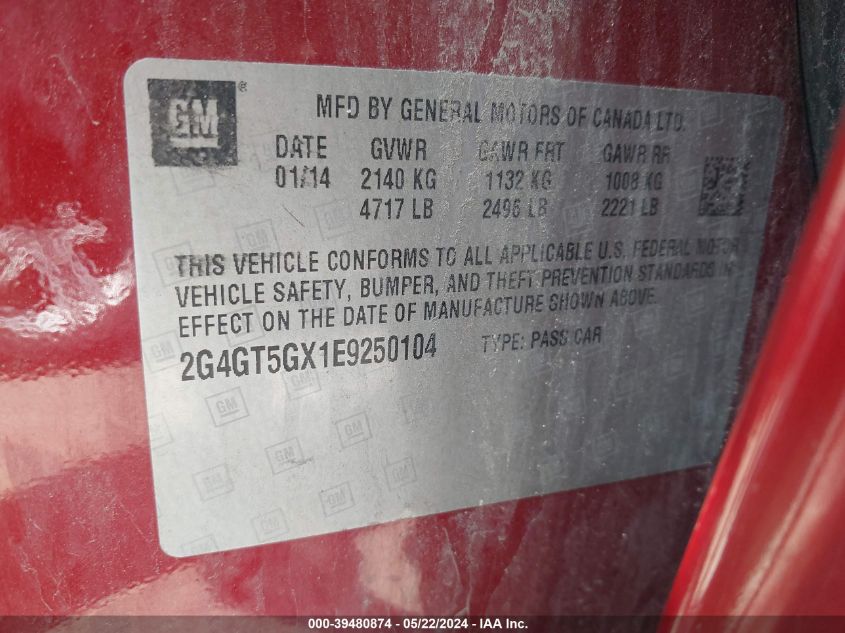 GM ®
MFD BY GENERAL MOTORS OF CANADA LTD.
DATE GVWR GAWR FRT GAWR RR
01/14 2140 KG 1132 KG 1008 KG
4717 LB 2496 LB 2221 LB
THIS VEHICLE CONFORMS TO ALL APPLICABLE U.S. FEDERAL MOTOR
VEHICLE SAFETY, BUMPER, AND THEFT PREVENTION STANDARDS IN
EFFECT ON THE DATE OF MANUFACTURE SHOWN ABOVE.
2G4GT5GX1E9250104 TYPE: PASS CAR
000-39480874 - 05/22/2024 - IAA Inc.